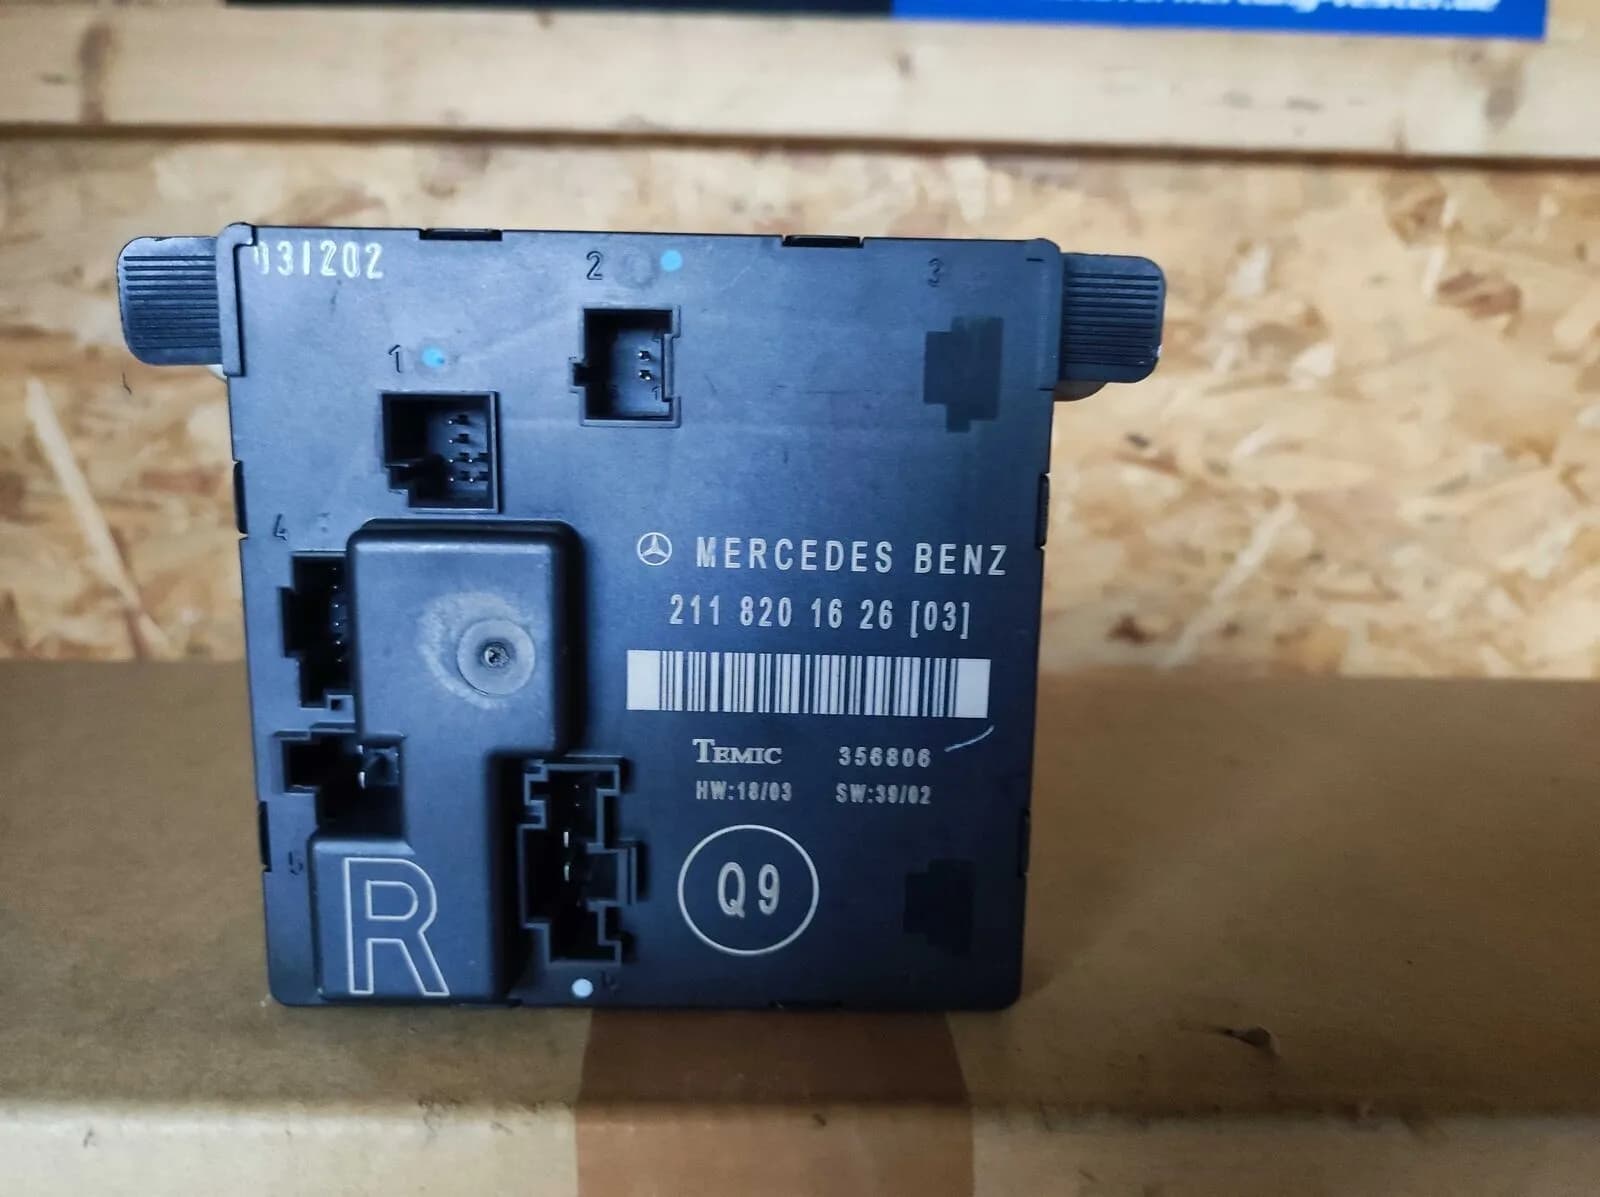 031202
2
3
1
4
MERCEDES BENZ
211 820 16 26 [03]
TEMIC 356806
HW:18/03 SW:39/02
5
Q9
R